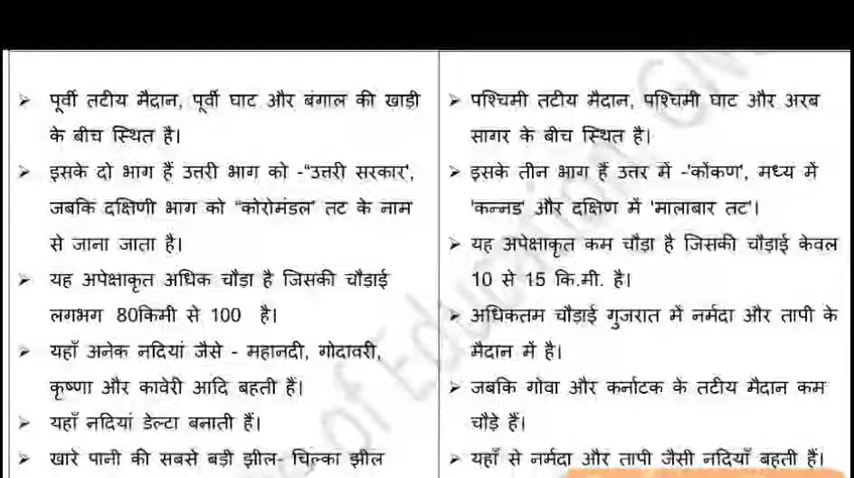 ➢ पूर्वी तटीय मैदान, पूर्वी घाट और बंगाल की खाड़ी
के बीच स्थित है।
➢ इसके दो भाग हैं उत्तरी भाग को -"उत्तरी सरकार',
जबकि दक्षिणी भाग को "कोरोमंडल" तट के नाम
से जाना जाता है।
➢ यह अपेक्षाकृत अधिक चौड़ा है जिसकी चौड़ाई
लगभग 80किमी से 100 है।
➢ यहाँ अनेक नदियां जैसे - महानदी, गोदावरी,
कृष्णा और कावेरी आदि बहती हैं।
➢ यहाँ नदियां डेल्टा बनाती हैं।
➢ खारे पानी की सबसे बड़ी झील- चिल्का झील
➢ पश्चिमी तटीय मैदान, पश्चिमी घाट और अरब
सागर के बीच स्थित है।
➢ इसके तीन भाग हैं उत्तर में -'कोंकण', मध्य में
'कन्नड' और दक्षिण में 'मालाबार तट'।
➢ यह अपेक्षाकृत कम चौड़ा है जिसकी चौड़ाई केवल
10 से 15 कि.मी. है।
➢ अधिकतम चौड़ाई गुजरात में नर्मदा और तापी के
मैदान में है।
➢ जबकि गोवा और कर्नाटक के तटीय मैदान कम
चौड़े हैं।
➢ यहाँ से नर्मदा और तापी जैसी नदियाँ बहती हैं।
of Education